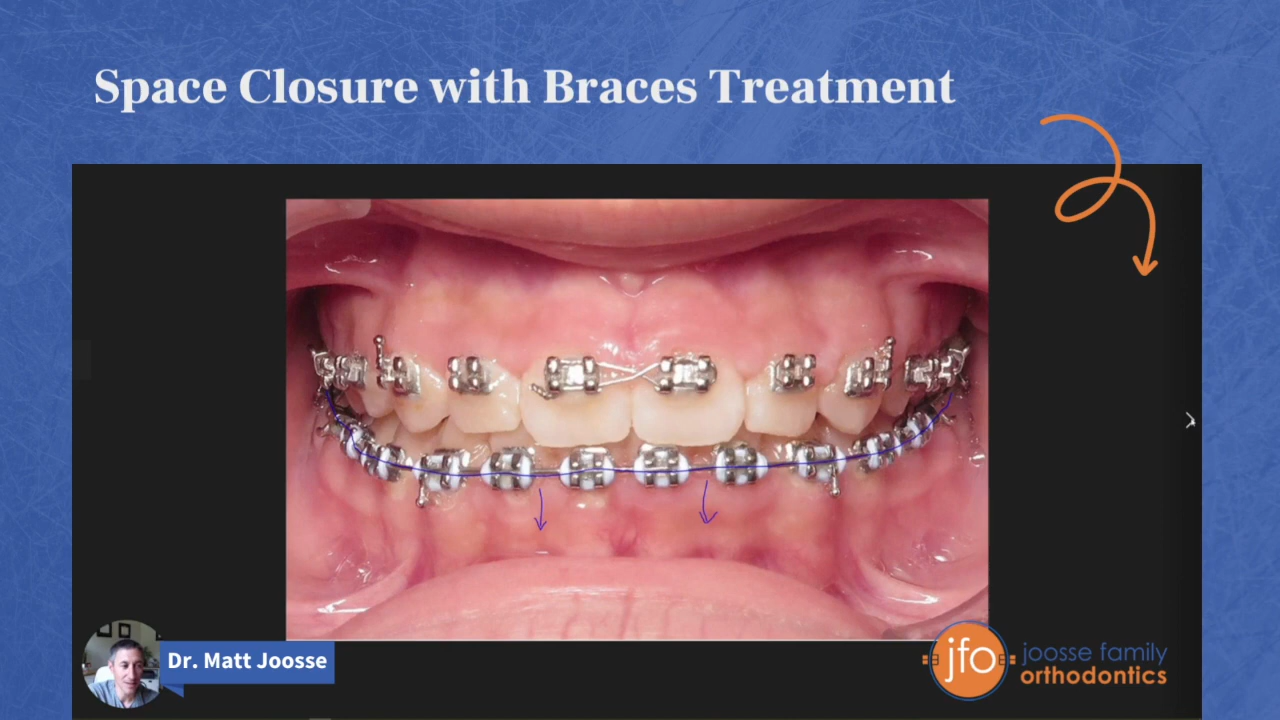 Space Closure with Braces Treatment
Dr. Matt Joosse
jfo
joosse family
orthodontics